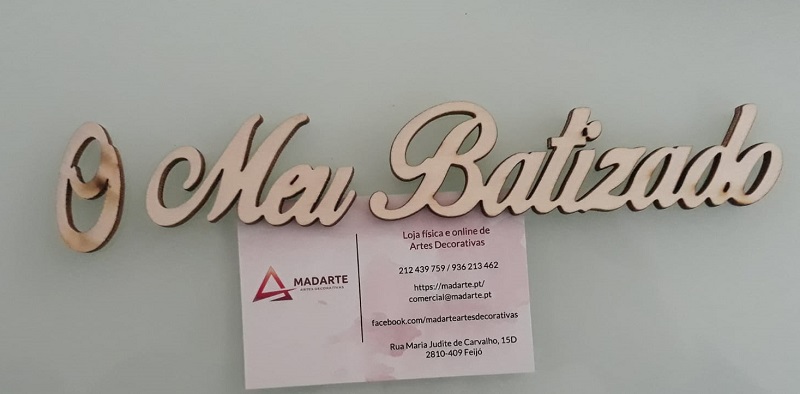 O Meu Batizado
MADARTE
ARTES DECORATIVAS
Loja física e online de
Artes Decorativas
212 439 759 / 936 213 462
https://madarte.pt/
comercial@madarte.pt
facebook.com/madarteartesdecorativas
Rua Maria Judite de Carvalho, 15D
2810-409 Feijó